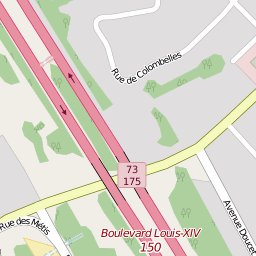 Rue de Colombelles
73
175
Rue des Métis
Avenue Doucet
Boulevard Louis-XIV
150